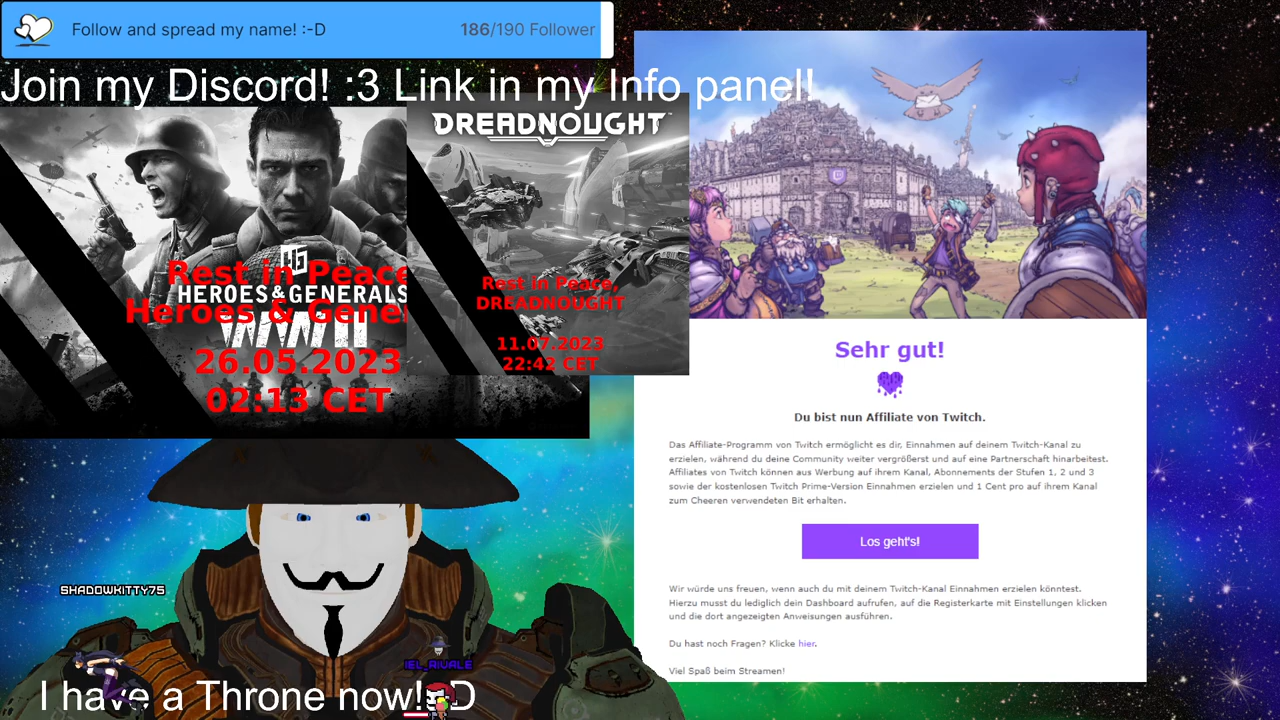 Follow and spread my name! :-D
186/190 Follower
Join my Discord! :3 Link in my Info panel!
DREADNOUGHT
Rest in Peace
HEROES & GENERALS
Heroes & Gene
WWII
26.05.2023
02:13 CET
Rest in Peace,
DREADNOUGHT
11.07.2023
22:42 CET
Sehr gut!
Du bist nun Affiliate von Twitch.
Das Affiliate-Programm von Twitch ermöglicht es dir, Einnahmen auf deinem Twitch-Kanal zu
erzielen, während du deine Community weiter vergrößerst und auf eine Partnerschaft hinarbeitest.
Affiliates von Twitch können aus Werbung auf ihrem Kanal, Abonnements der Stufen 1, 2 und 3
sowie der kostenlosen Twitch Prime-Version Einnahmen erzielen und 1 Cent pro auf ihrem Kanal
zum Cheeren verwendeten Bit erhalten.
Los geht's!
Wir würde uns freuen, wenn auch du mit deinem Twitch-Kanal Einnahmen erzielen könntest.
Hierzu musst du lediglich dein Dashboard aufrufen, auf die Registerkarte mit Einstellungen klicken
und die dort angezeigten Anweisungen ausführen.
Du hast noch Fragen? Klicke hier.
Viel Spaß beim Streamen!
SHADOWKITTY75
IEL_RIVALE
I have a Throne now! :D